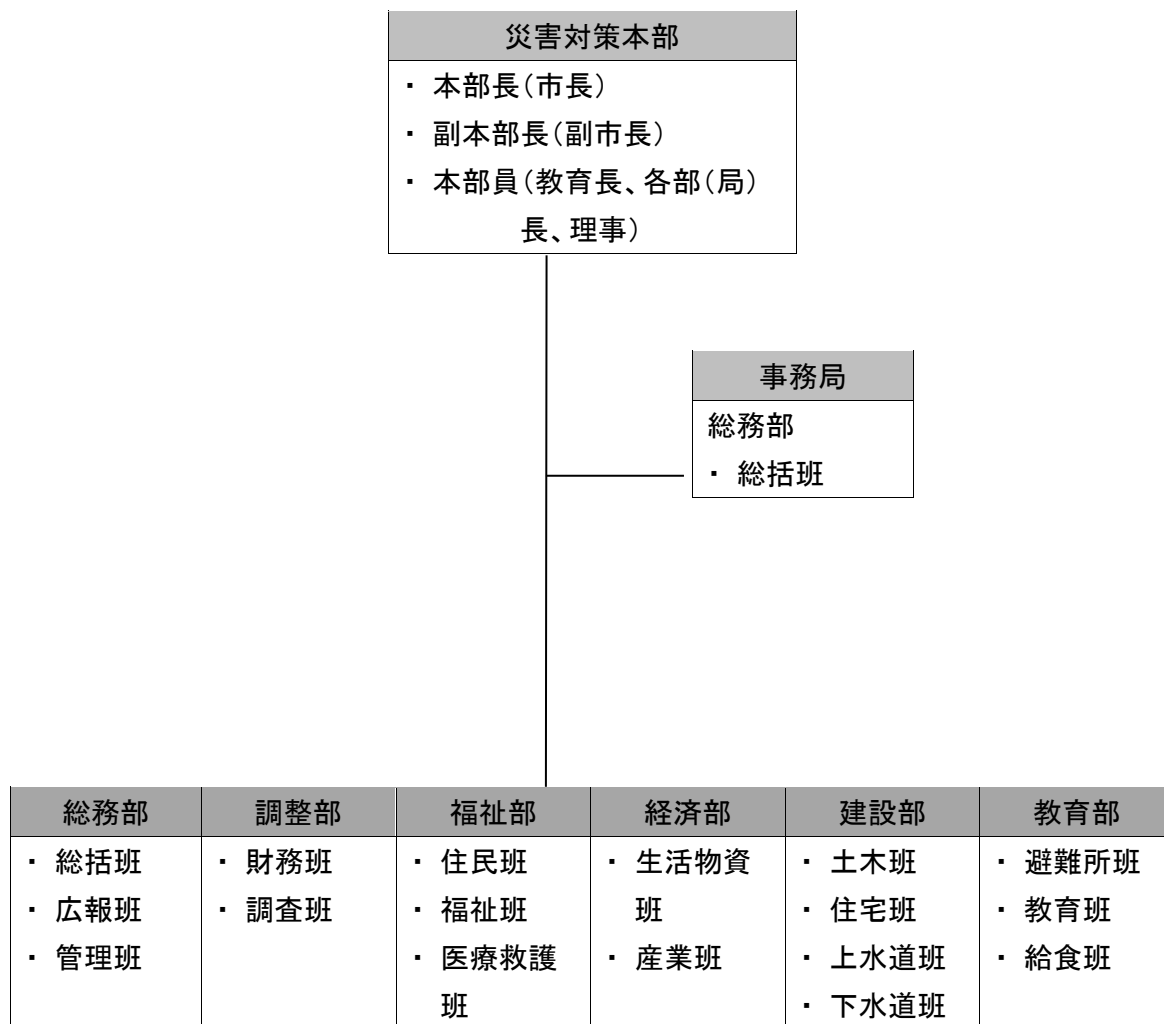 災害対策本部
・ 本部長（市長）
・ 副本部長（副市長）
・ 本部員（教育長、各部（局）
長、理事）
事務局
総務部
・ 総括班
総務部
・ 総括班
・ 広報班
・ 管理班
調整部
・ 財務班
・ 調査班
福祉部
・ 住民班
・ 福祉班
・ 医療救護
班
経済部
・ 生活物資
班
・ 産業班
建設部
・ 土木班
・ 住宅班
・ 上水道班
・ 下水道班
教育部
・ 避難所班
・ 教育班
・ 給食班